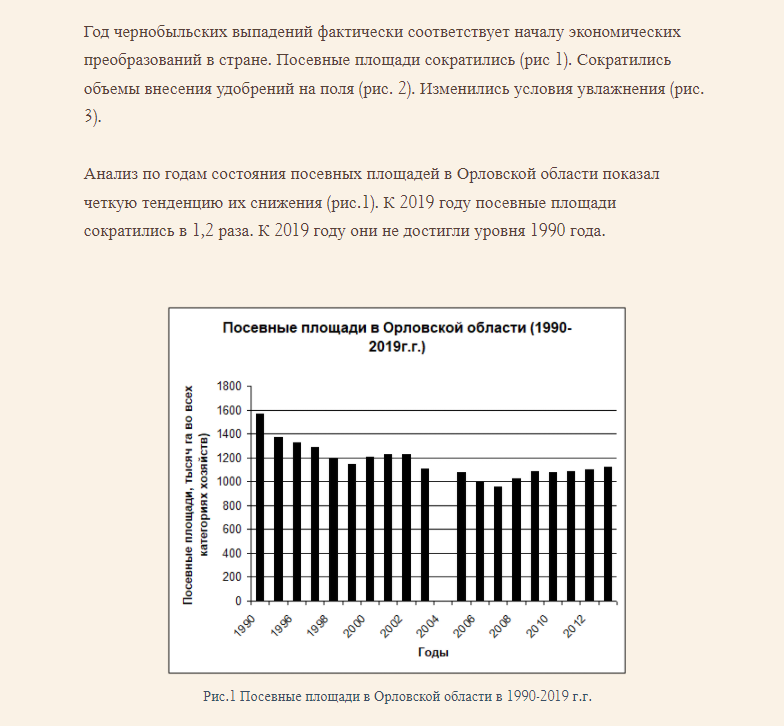 Год чернобыльских выпадений фактически соответствует началу экономических
преобразований в стране. Посевные площади сократились (рис 1). Сократились
объемы внесения удобрений на поля (рис. 2). Изменились условия увлажнения (рис.
3).
Анализ по годам состояния посевных площадей в Орловской области показал
четкую тенденцию их снижения (рис.1). К 2019 году посевные площади
сократились в 1,2 раза. К 2019 году они не достигли уровня 1990 года.
Посевные площади в Орловской области (1990-
2019г.г.)
Посевные площади, тысяч га во всех
категориях хозяйств)
1800
1600
1400
1200
1000
800
600
400
200
0
1990
1996
1998
2000
2002
2004
2006
2008
2010
2012
Годы
Рис.1 Посевные площади в Орловской области в 1990-2019 г.г.